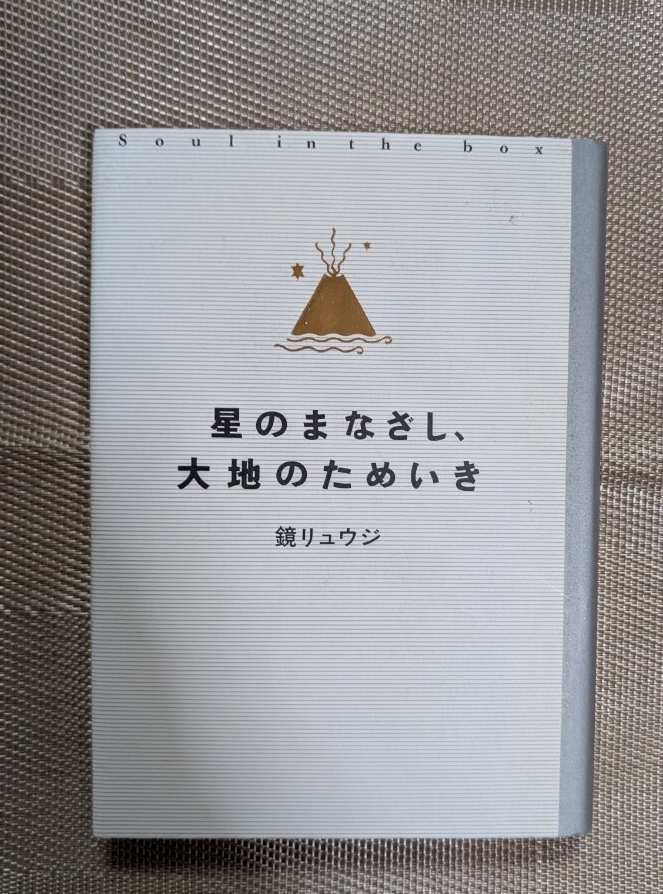 Soul in the box
星のまなざし、
大地のためいき
鏡リュウジ